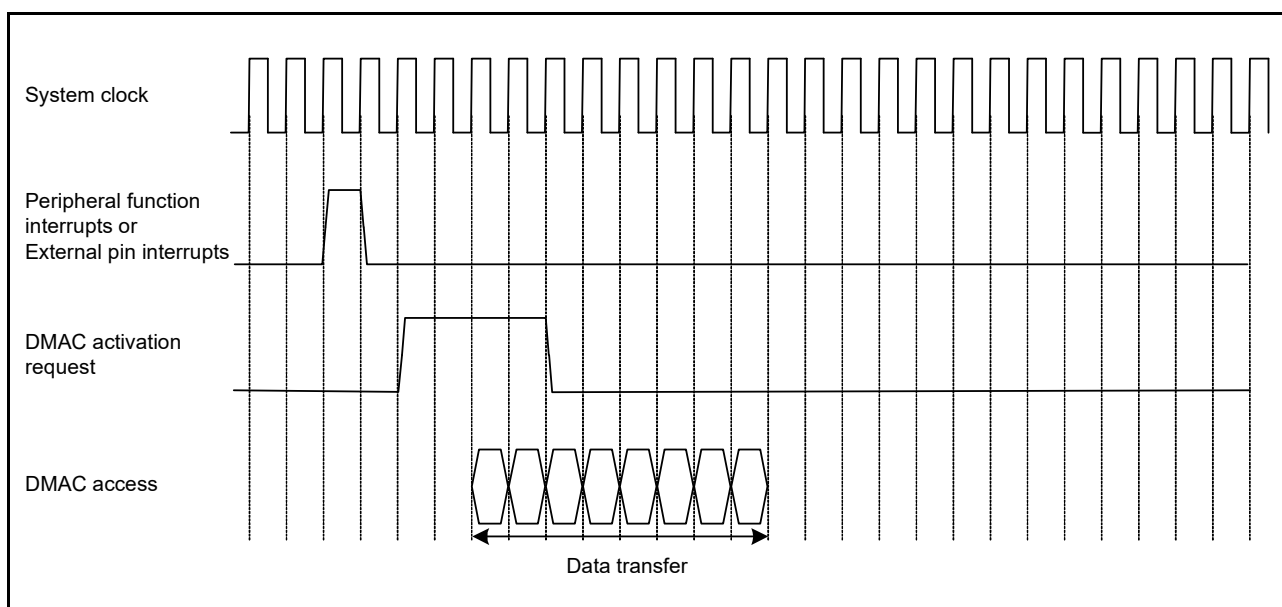 System clock
Peripheral function
interrupts or
External pin interrupts
DMAC activation
request
DMAC access
Data transfer